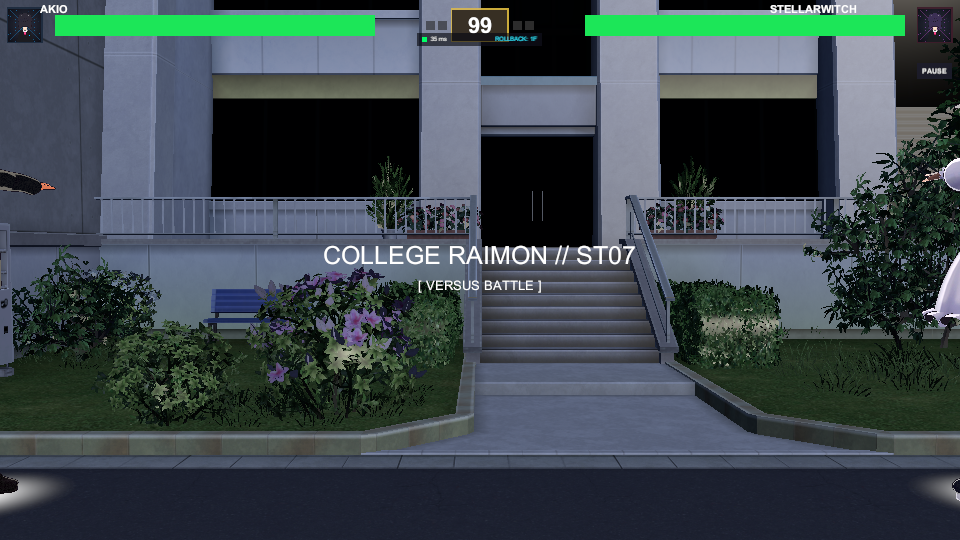 AKIO
STELLARWITCH
99
35 ms
ROLLBACK: 1F
PAUSE
COLLEGE RAIMON // ST07
[ VERSUS BATTLE ]